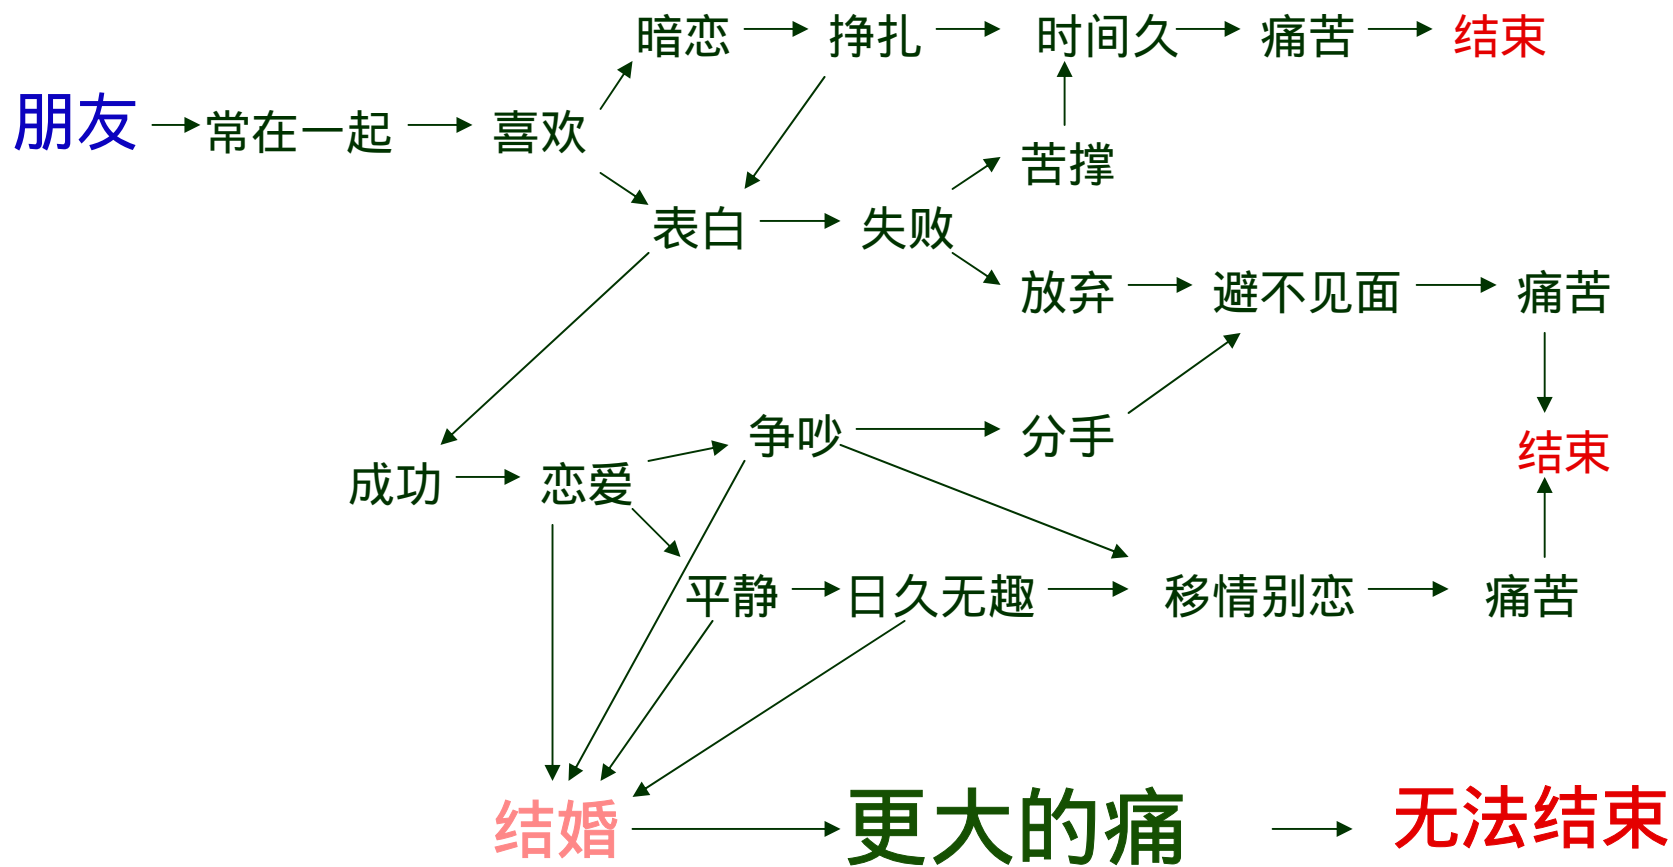 暗恋 挣扎 时间久 痛苦 结束
朋友 常在一起 喜欢
苦撑
表白 失败
放弃 避不见面 痛苦
争吵 分手 结束
成功 恋爱
平静 日久无趣 移情别恋 痛苦
结婚 更大的痛 无法结束